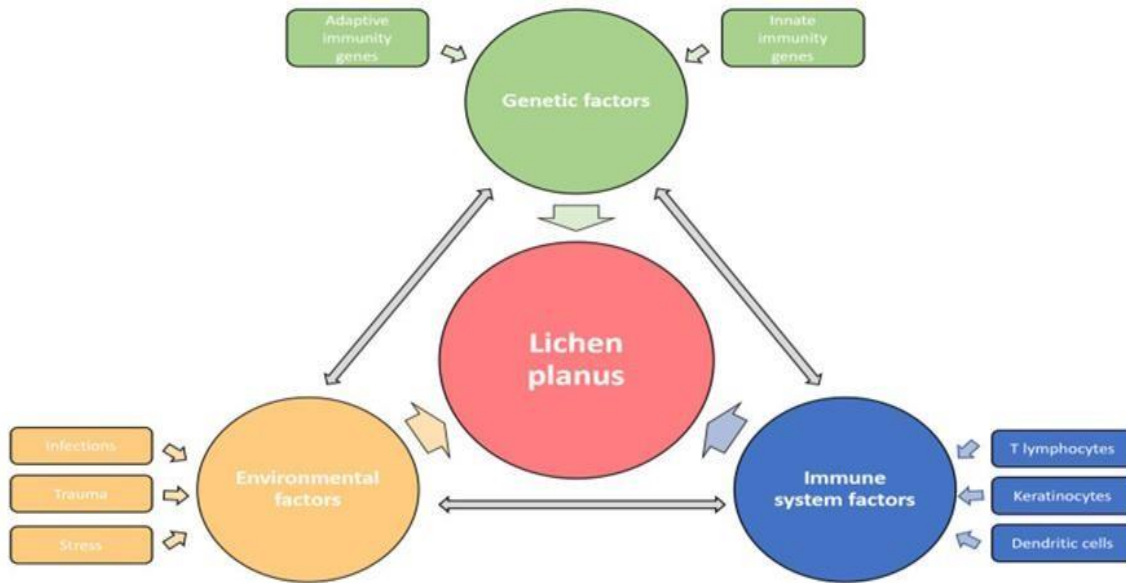 Adaptive
immunity
genes
Innate
immunity
genes
Genetic factors
Lichen
planus
Infections
Trauma
Stress
Environmental
factors
Immune
system factors
T lymphocytes
Keratinocytes
Dendritic cells